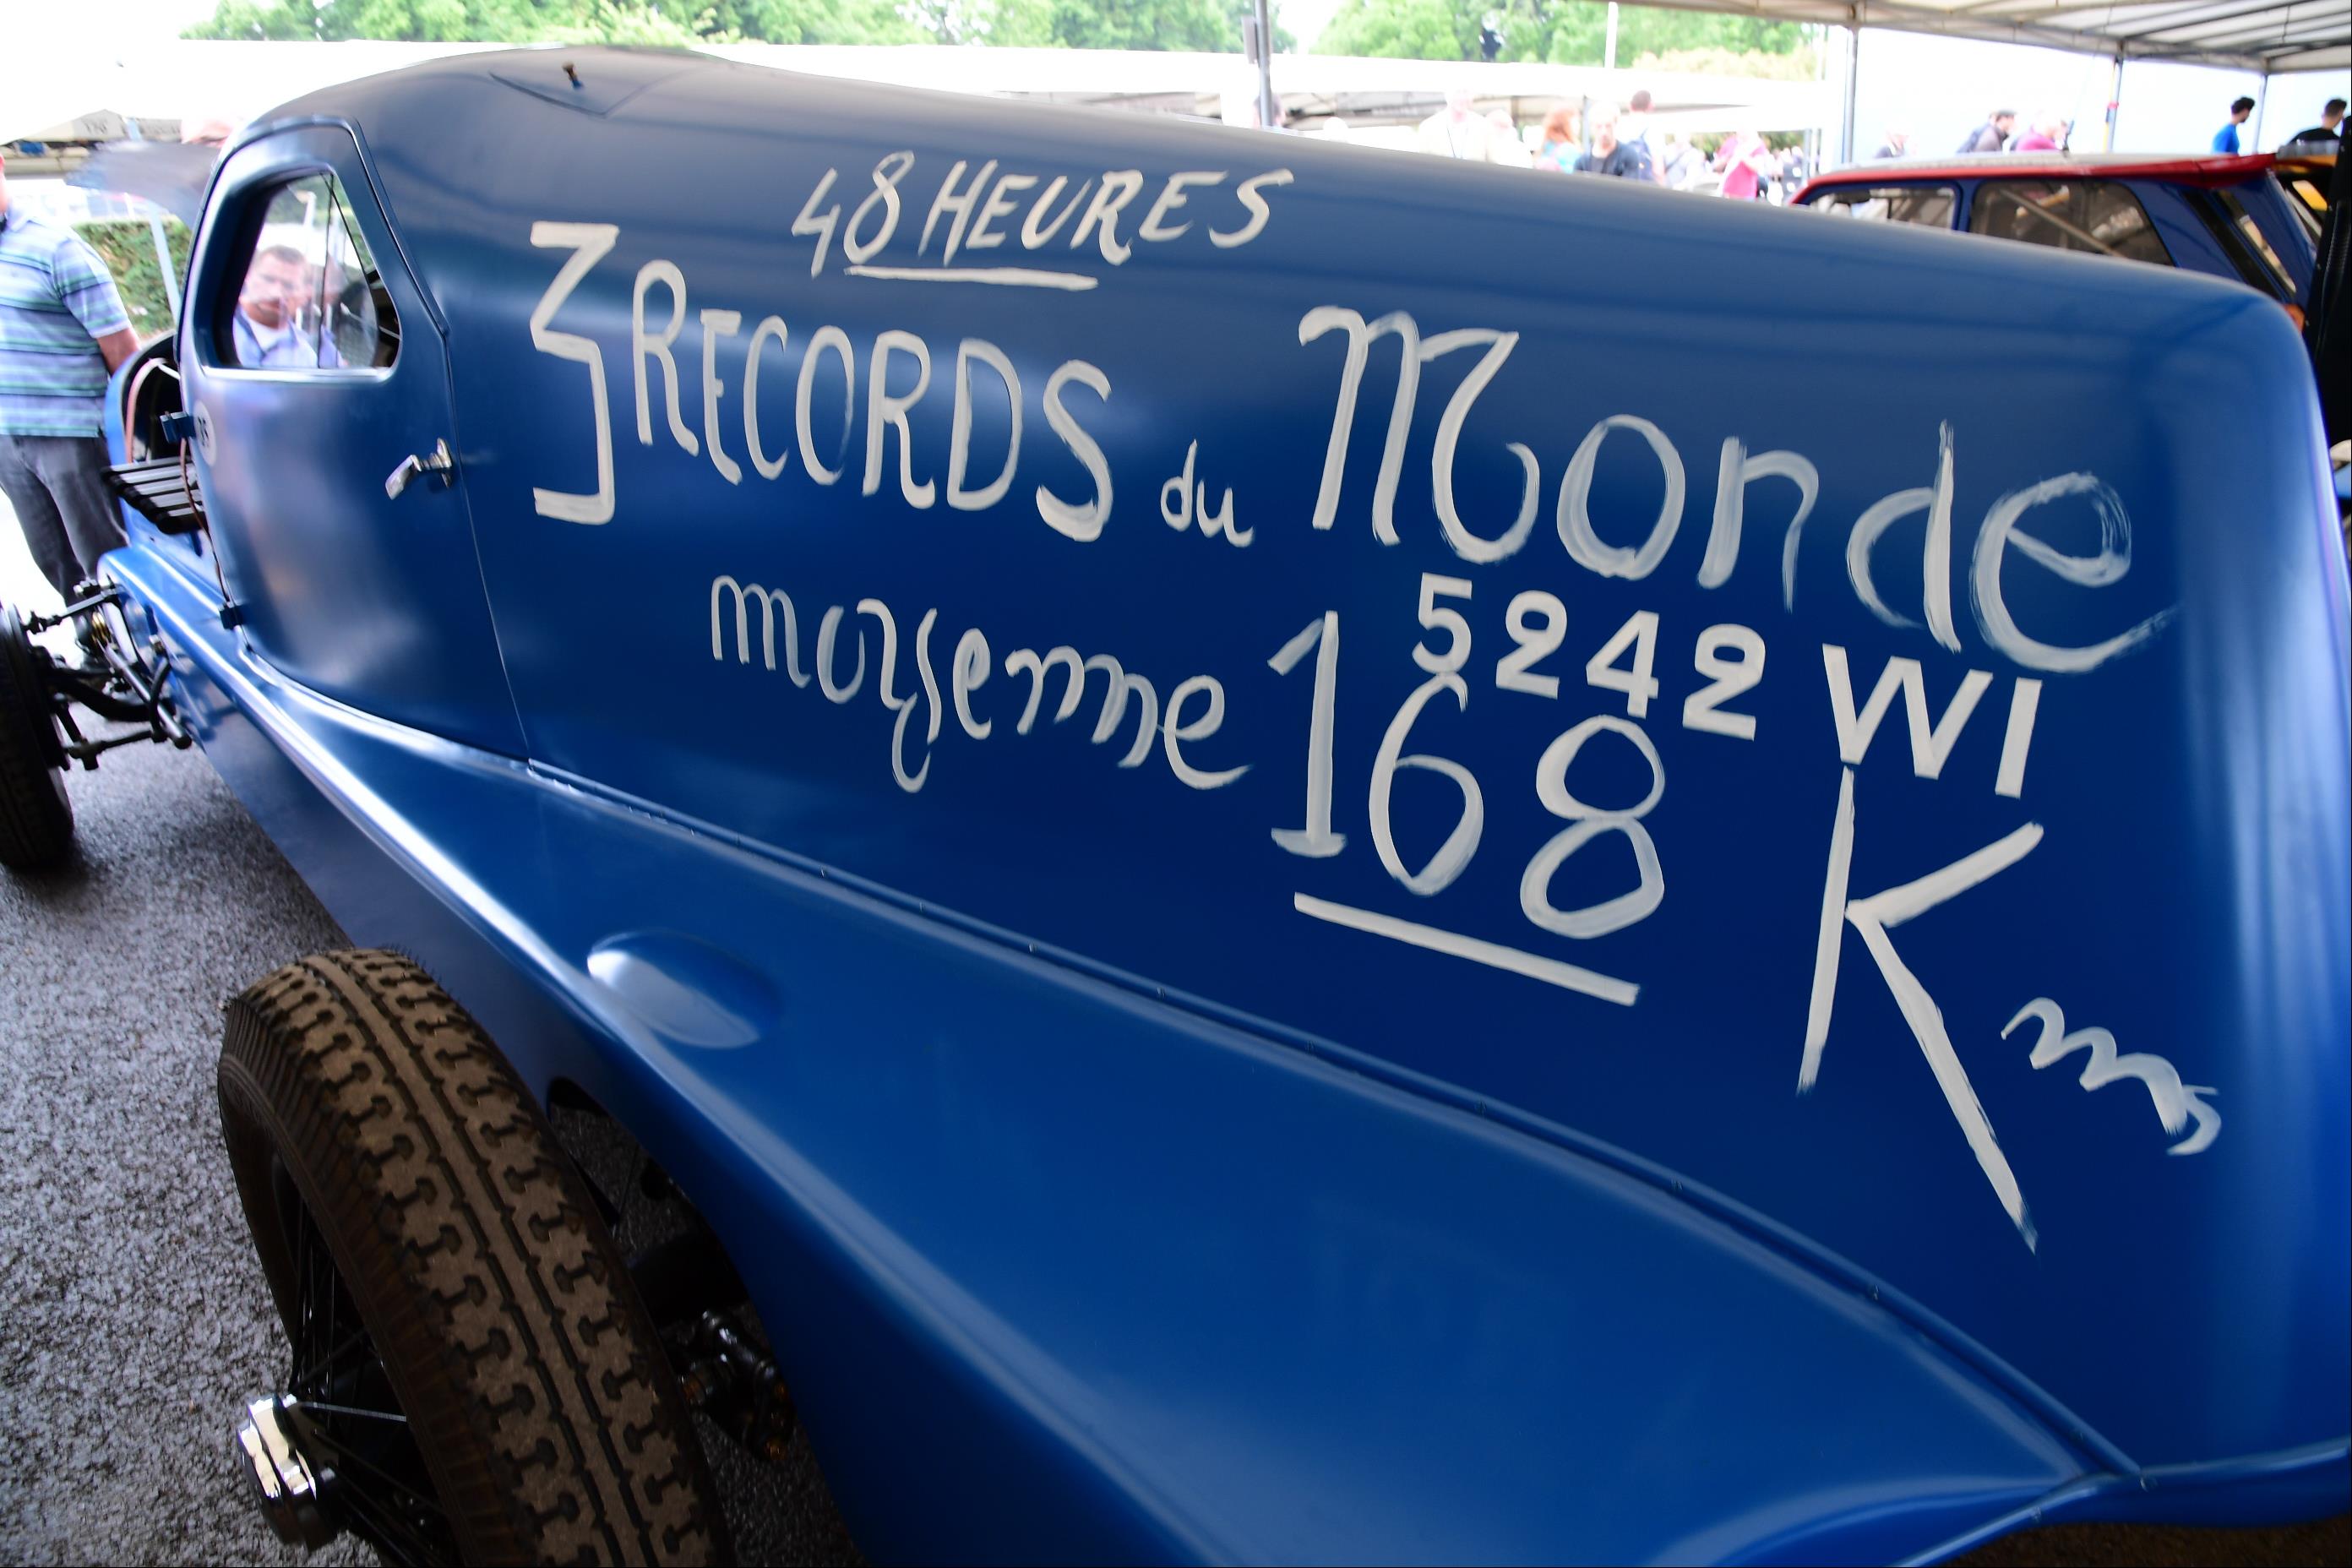 48 HEURES
3 RECORDS du Monde
moyenne 168 Kms
5242 WI